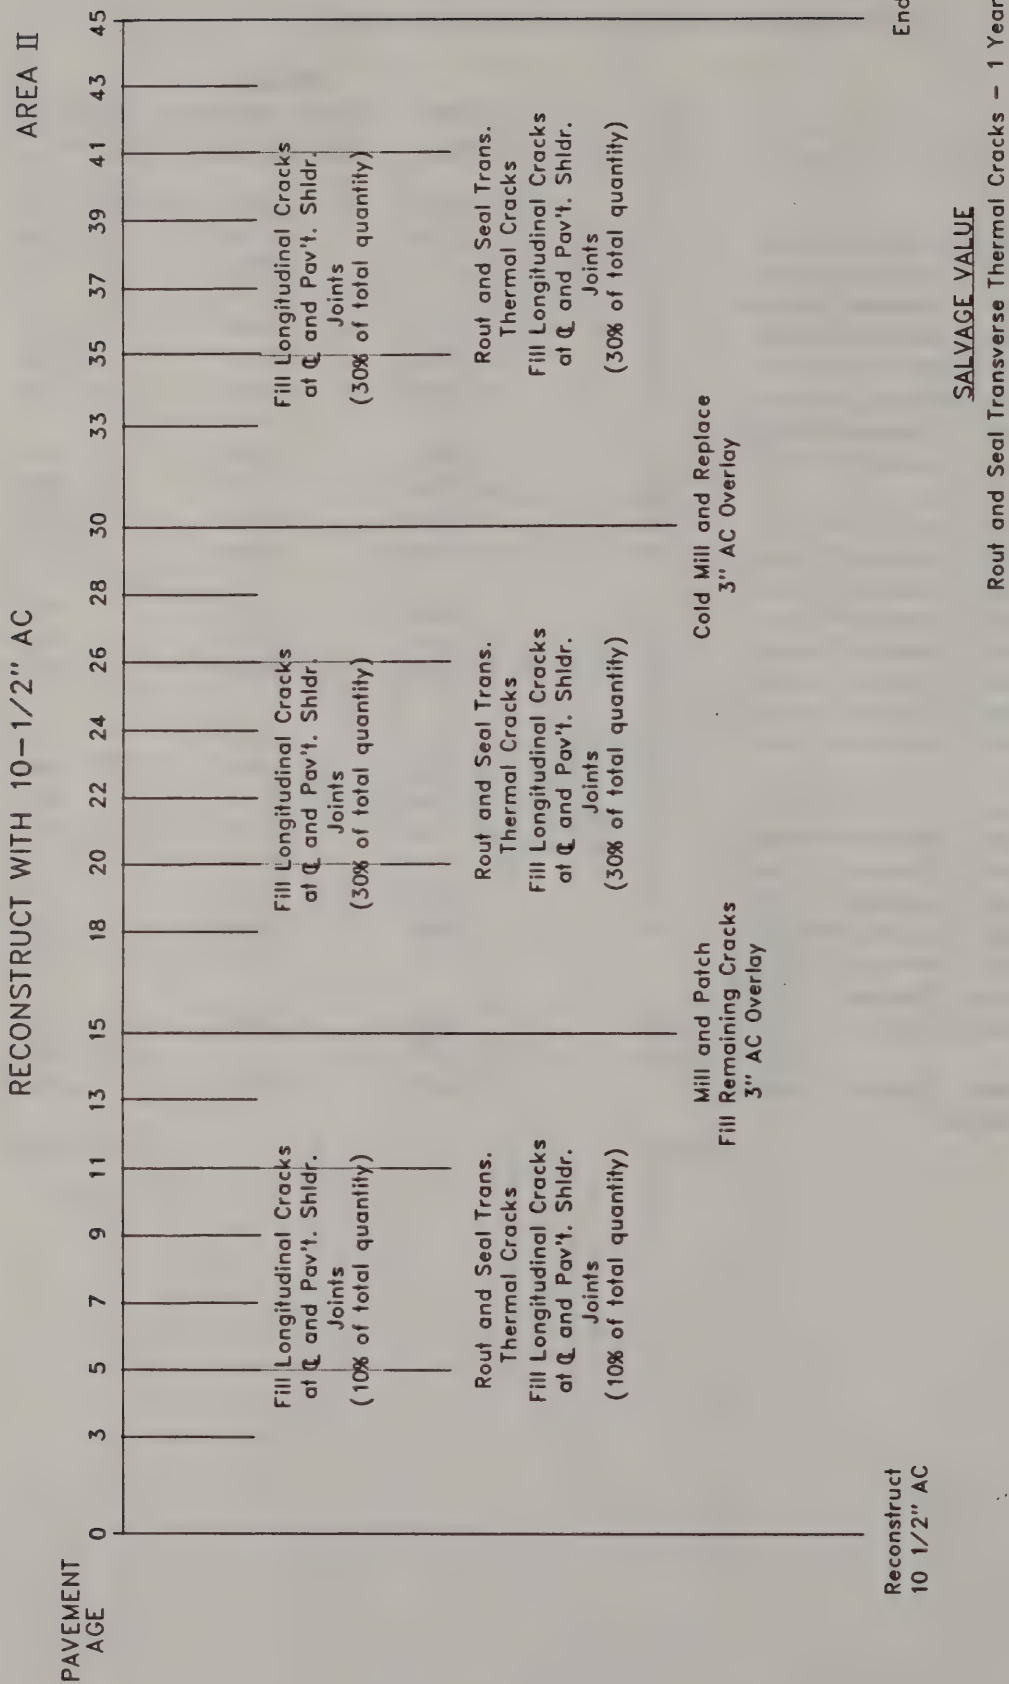 RECONSTRUCT WITH 10-1/2" AC
AREA II
PAVEMENT
AGE
0 3 5 7 9 11 13 15 18 20 22 24 26 28 30 33 35 37 39 41 43 45
Fill Longitudinal Cracks
at ℄ and Pav't. Shldr.
Joints
(10% of total quantity)
Fill Longitudinal Cracks
at ℄ and Pav't. Shldr.
Joints
(30% of total quantity)
Fill Longitudinal Cracks
at ℄ and Pav't. Shldr.
Joints
(30% of total quantity)
Rout and Seal Trans.
Thermal Cracks
Fill Longitudinal Cracks
at ℄ and Pav't. Shldr.
Joints
(10% of total quantity)
Rout and Seal Trans.
Thermal Cracks
Fill Longitudinal Cracks
at ℄ and Pav't. Shldr.
Joints
(30% of total quantity)
Rout and Seal Trans.
Thermal Cracks
Fill Longitudinal Cracks
at ℄ and Pav't. Shldr.
Joints
(30% of total quantity)
Mill and Patch
Fill Remaining Cracks
3" AC Overlay
Cold Mill and Replace
3" AC Overlay
Reconstruct
10 1/2" AC
End
SALVAGE VALUE
Rout and Seal Transverse Thermal Cracks - 1 Year